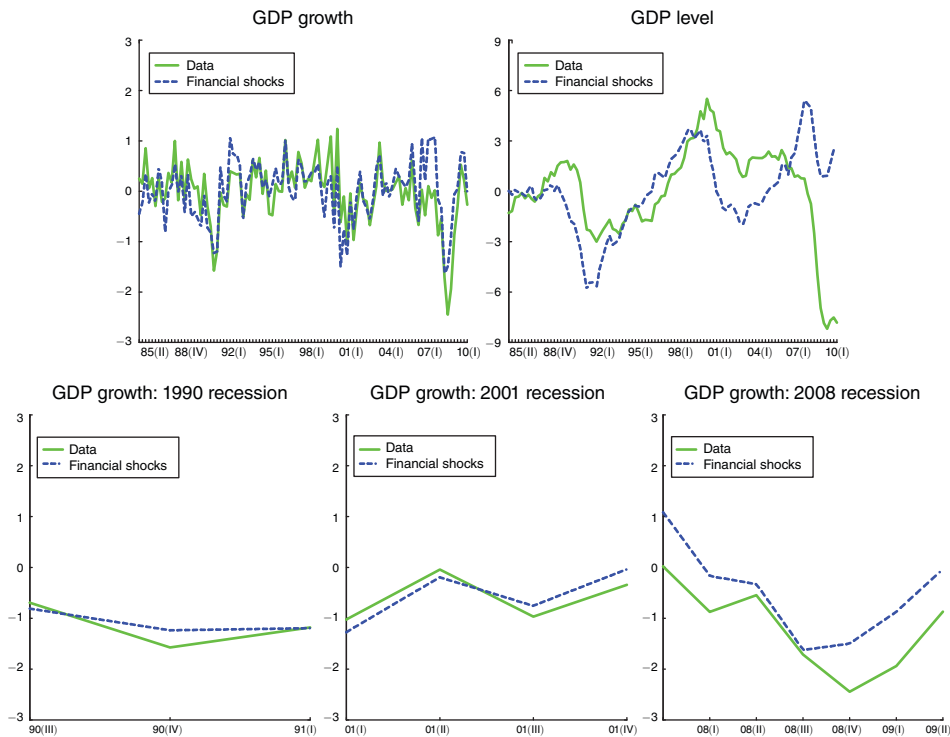 GDP growth
3
2
1
0
−1
−2
−3
Data
Financial shocks
85(II) 88(IV) 92(I) 95(I) 98(I) 01(I) 04(I) 07(I) 10(I)
GDP level
9
6
3
0
−3
−6
−9
Data
Financial shocks
85(II) 88(IV) 92(I) 95(I) 98(I) 01(I) 04(I) 07(I) 10(I)
GDP growth: 1990 recession
3
2
1
0
−1
−2
−3
Data
Financial shocks
90(III) 90(IV) 91(I)
GDP growth: 2001 recession
3
2
1
0
−1
−2
−3
Data
Financial shocks
01(I) 01(II) 01(III) 01(IV)
GDP growth: 2008 recession
3
2
1
0
−1
−2
−3
Data
Financial shocks
08(I) 08(II) 08(III) 08(IV) 09(I) 09(II)